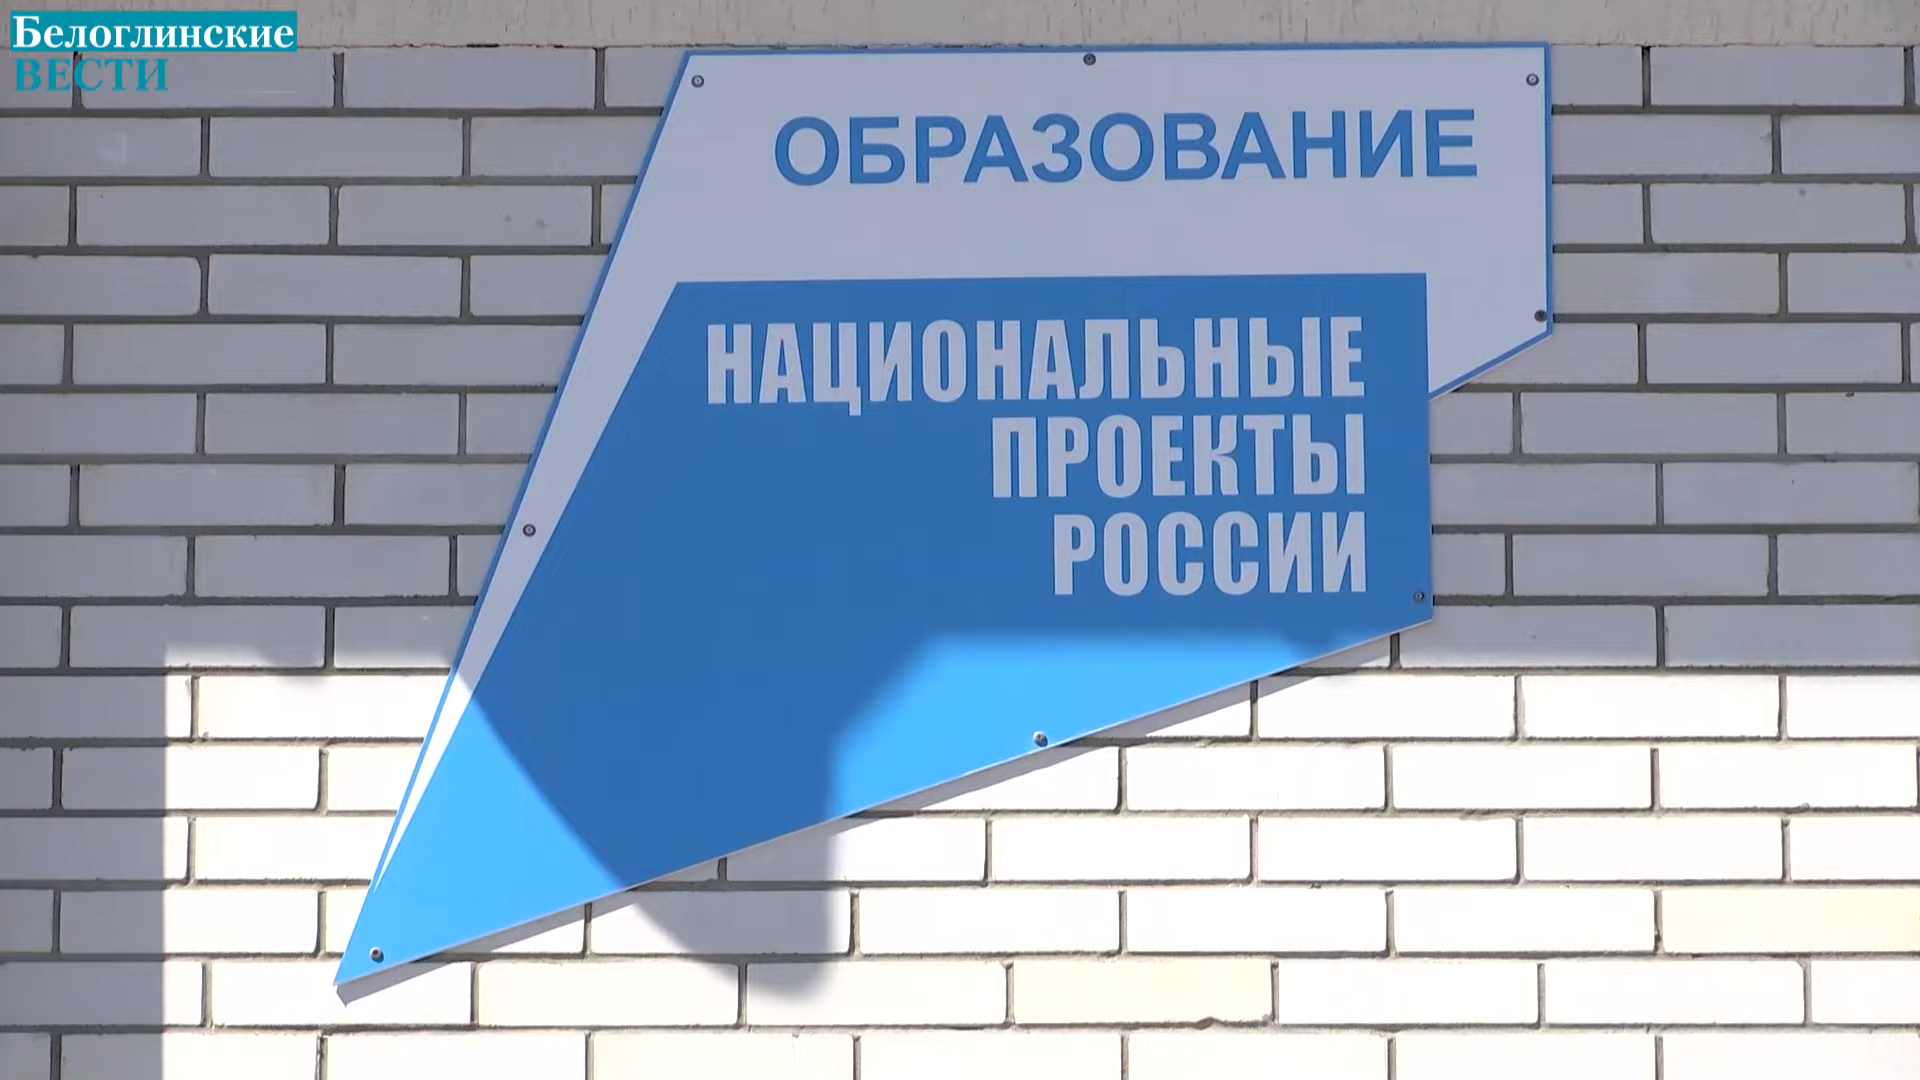 Белоглинские
ВЕСТИ
ОБРАЗОВАНИЕ
НАЦИОНАЛЬНЫЕ
ПРОЕКТЫ
РОССИИ